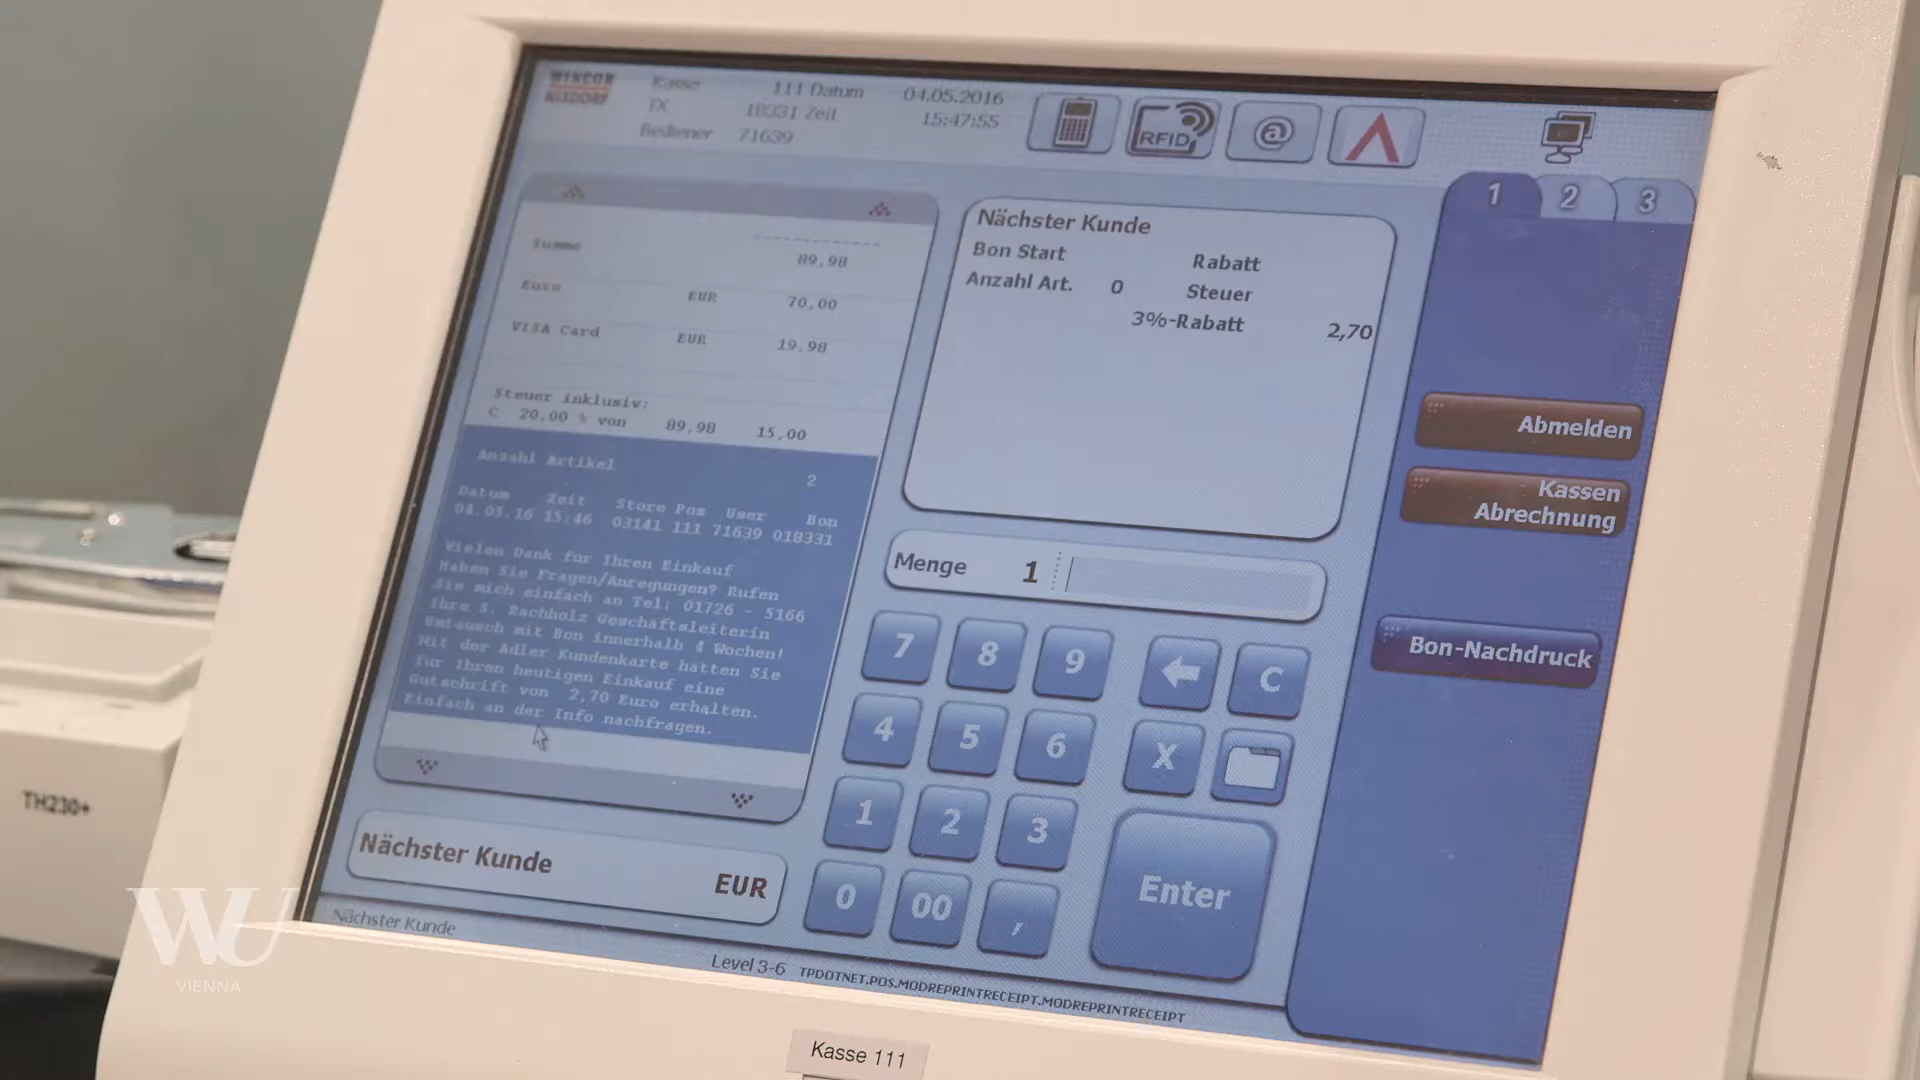 WINCOR
NIXDORF
Kasse 111 Datum 04.05.2016
TX 18331 Zeit 15:47:55
Bediener 71639
RFID
@
1 2 3
Summe 89,98
Euro EUR 70,00
VISA Card EUR 19,98
Steuer inklusiv:
C 20,00 % von 89,98 15,00
Anzahl Artikel 2
Datum Zeit Store Pos User Bon
04.05.16 15:46 03141 111 71639 018331
Vielen Dank für Ihren Einkauf
Haben Sie Fragen/Anregungen? Rufen
Sie mich einfach an Tel: 01726 - 5166
Ihre S. Rachholz Geschäftsleiterin
Umtausch mit Bon innerhalb 4 Wochen!
Mit der Adler Kundenkarte hätten Sie
für Ihren heutigen Einkauf eine
Gutschrift von 2,70 Euro erhalten.
Einfach an der Info nachfragen.
Nächster Kunde
EUR
Nächster Kunde
Nächster Kunde
Bon Start Rabatt
Anzahl Art. 0 Steuer
3%-Rabatt 2,70
Menge 1
7 8 9 C
4 5 6 X
1 2 3
0 00 , Enter
Abmelden
Kassen
Abrechnung
Bon-Nachdruck
Level 3-6 TPDOTNET.POS.MODREPRINTRECEIPT.MODREPRINTRECEIPT
Kasse 111
TH230+
WU
VIENNA